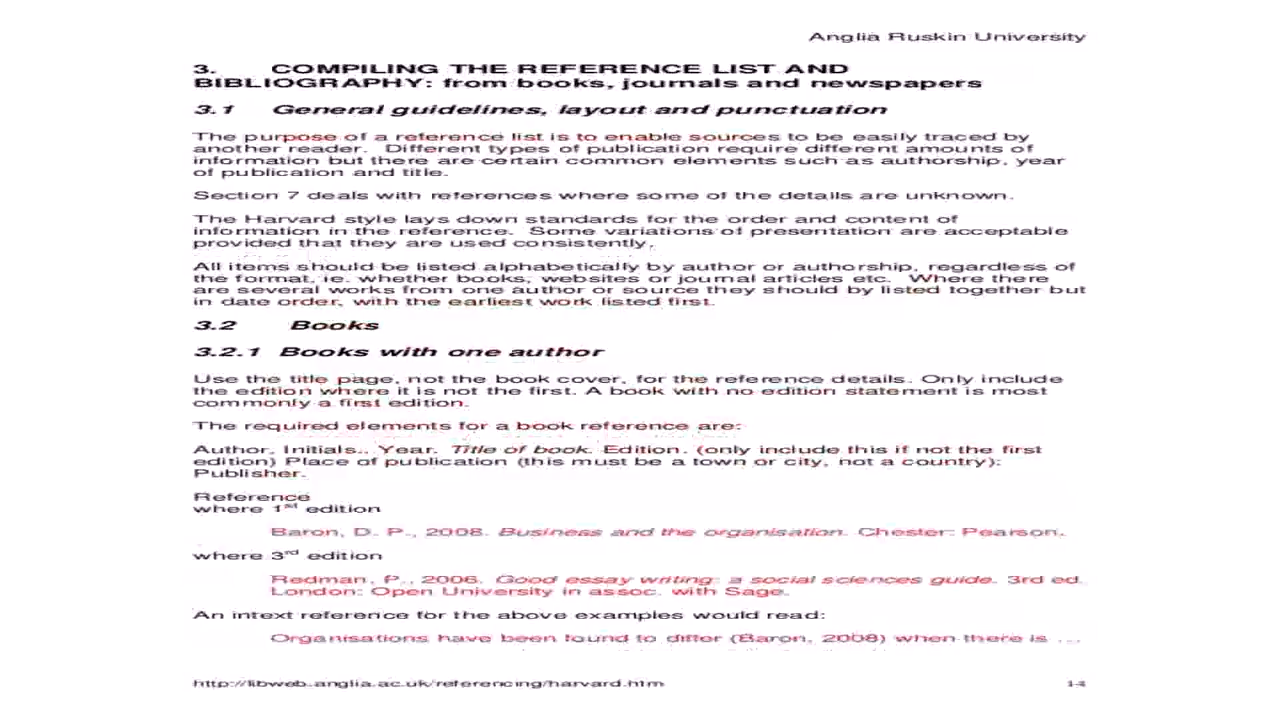 Anglia Ruskin University
3. COMPILING THE REFERENCE LIST AND
BIBLIOGRAPHY: from books, journals and newspapers
3.1 General guidelines, layout and punctuation
The purpose of a reference list is to enable sources to be easily traced by
another reader. Different types of publication require different amounts of
information but there are certain common elements such as authorship, year
of publication and title.
Section 7 deals with references where some of the details are unknown.
The Harvard style lays down standards for the order and content of
information in the reference. Some variations of presentation are acceptable
provided that they are used consistently.
All items should be listed alphabetically by author or authorship, regardless of
the format, ie. whether books, websites or journal articles etc. Where there
are several works from one author or source they should by listed together but
in date order, with the earliest work listed first.
3.2 Books
3.2.1 Books with one author
Use the title page, not the book cover, for the reference details. Only include
the edition where it is not the first. A book with no edition statement is most
commonly a first edition.
The required elements for a book reference are:
Author, Initials., Year. Title of book. Edition. (only include this if not the first
edition) Place of publication (this must be a town or city, not a country):
Publisher.
Reference
where 1st edition
Baron, D. P., 2008. Business and the organisation. Chester: Pearson.
where 3rd edition
Redman, P., 2006. Good essay writing: a social sciences guide. 3rd ed.
London: Open University in assoc. with Sage.
An intext reference for the above examples would read:
Organisations have been found to differ (Baron, 2008) when there is ...
http://libweb.anglia.ac.uk/referencing/harvard.htm
14